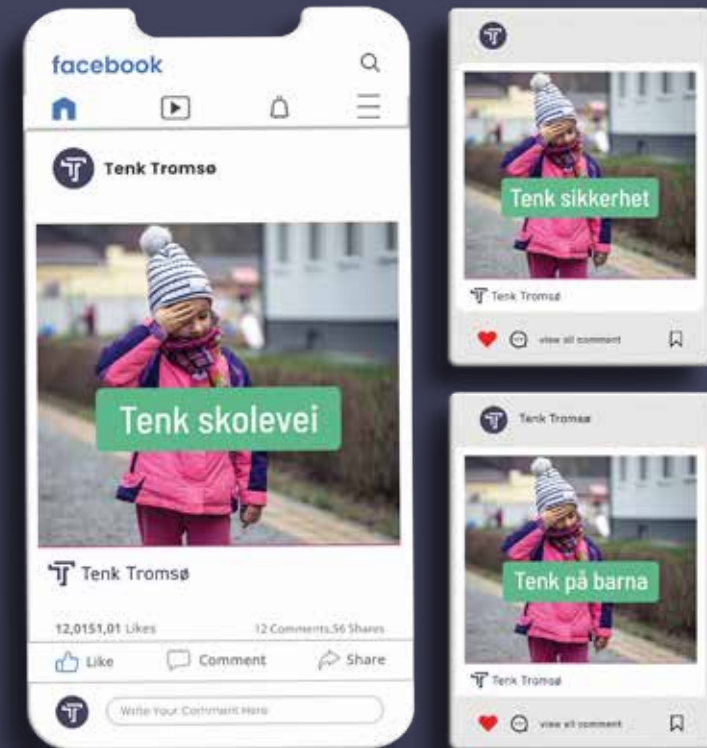 facebook
Tenk Tromsø
Tenk skolevei
Tenk Tromsø
12,0151,01 Likes
12 Comments,56 Shares
Like
Comment
Share
Write Your Comment Here
Tenk sikkerhet
Tenk Tromsø
view all comment
Tenk Tromsø
Tenk på barna
Tenk Tromsø
view all comment